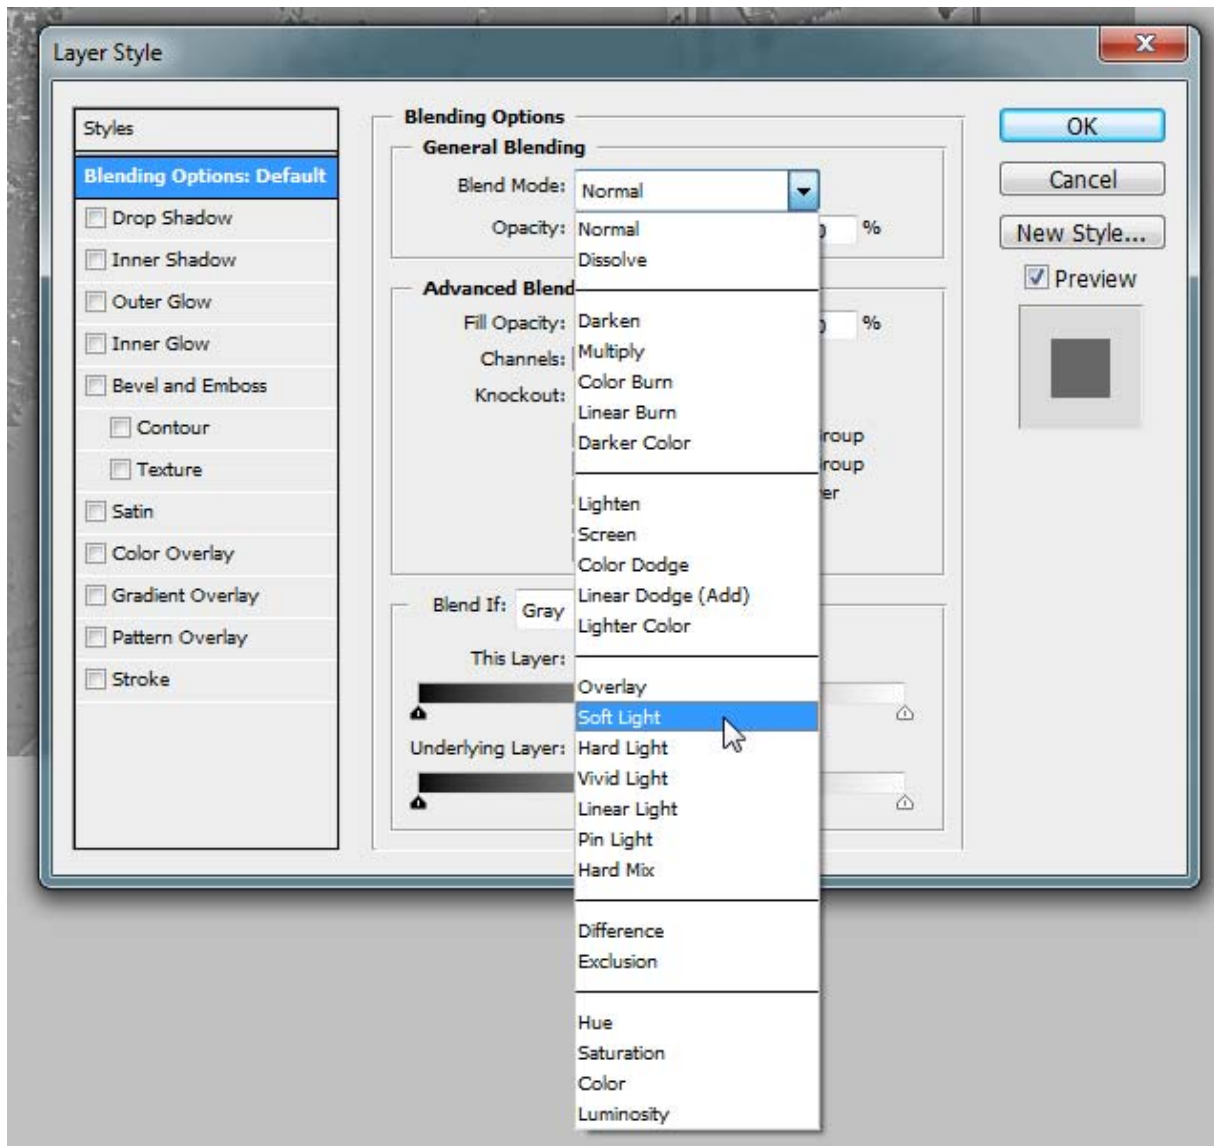 Layer Style
X
Styles
Blending Options: Default
Drop Shadow
Inner Shadow
Outer Glow
Inner Glow
Bevel and Emboss
Contour
Texture
Satin
Color Overlay
Gradient Overlay
Pattern Overlay
Stroke
Blending Options
General Blending
Blend Mode: Normal
Opacity: %
Advanced Blend
Fill Opacity: %
Channels:
Knockout:
roup
roup
er
Blend If: Gray
This Layer:
Underlying Layer:
Normal
Dissolve
Darken
Multiply
Color Burn
Linear Burn
Darker Color
Lighten
Screen
Color Dodge
Linear Dodge (Add)
Lighter Color
Overlay
Soft Light
Hard Light
Vivid Light
Linear Light
Pin Light
Hard Mix
Difference
Exclusion
Hue
Saturation
Color
Luminosity
OK
Cancel
New Style...
Preview